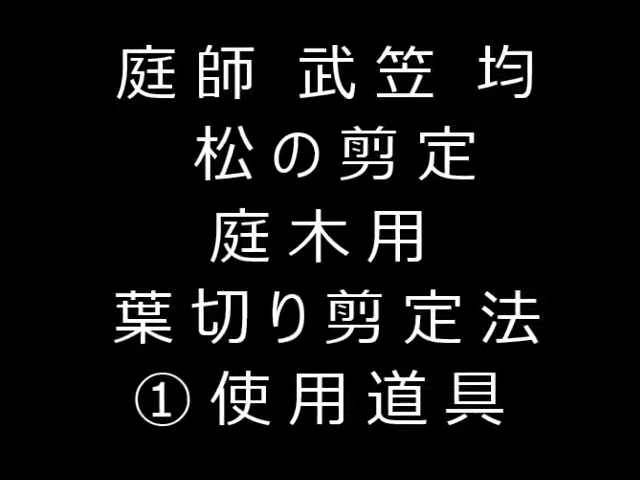 庭師 武笠 均
松の剪定
庭木用
葉切り剪定法
①使用道具